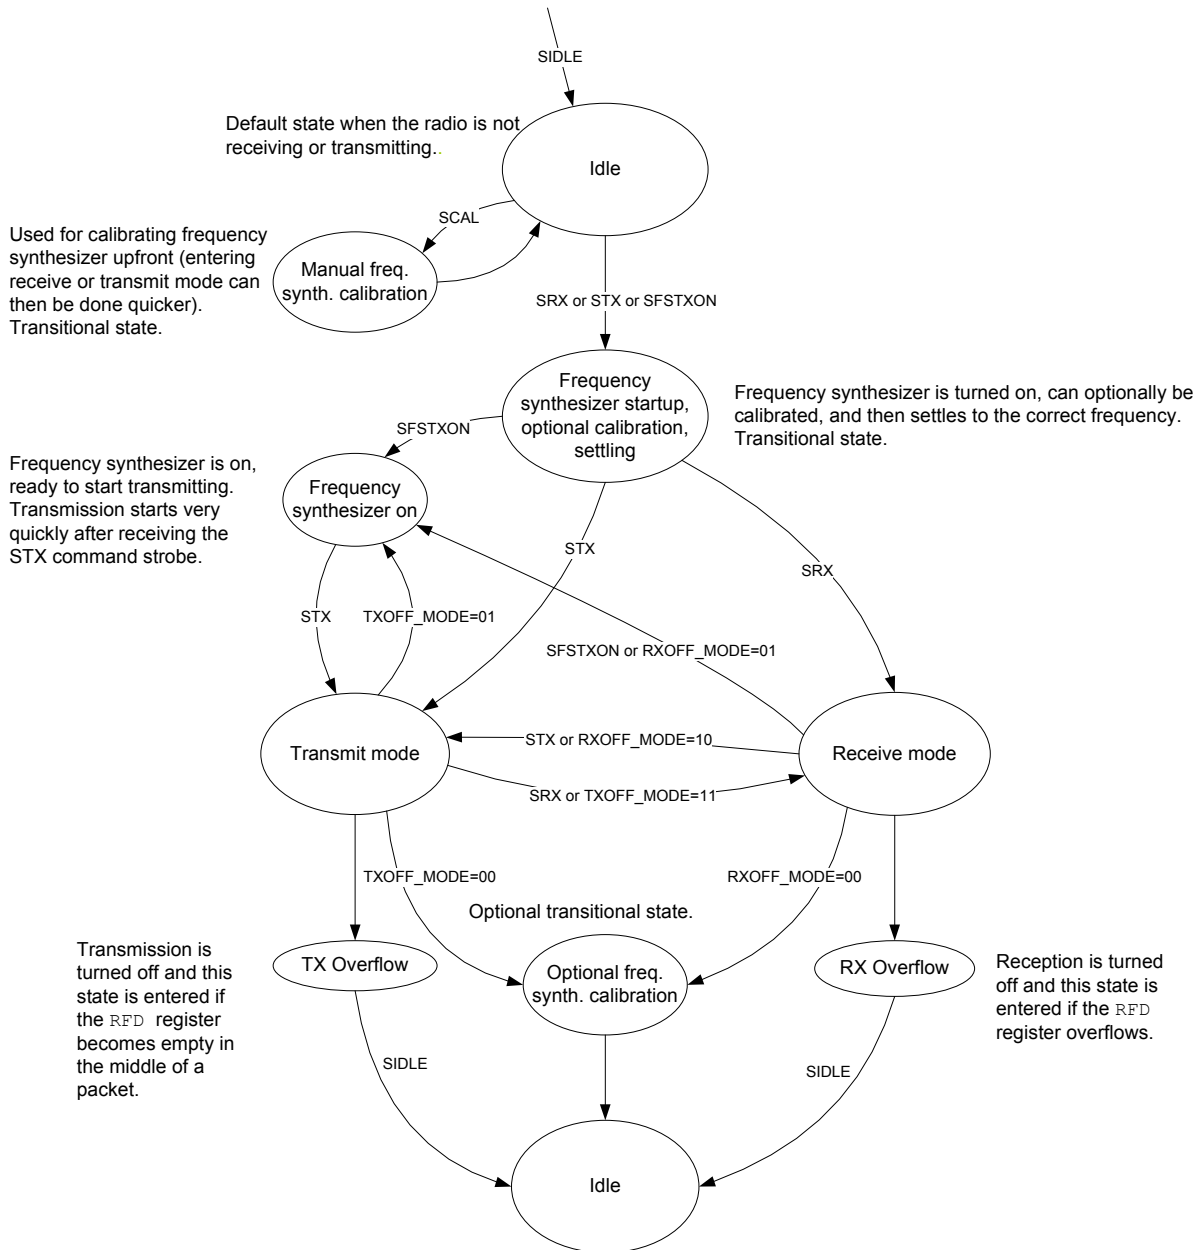 SIDLE
Default state when the radio is not
receiving or transmitting..
Idle
SCAL
Used for calibrating frequency
synthesizer upfront (entering
receive or transmit mode can
then be done quicker).
Transitional state.
Manual freq.
synth. calibration
SRX or STX or SFSTXON
Frequency
synthesizer startup,
optional calibration,
settling
Frequency synthesizer is turned on, can optionally be
calibrated, and then settles to the correct frequency.
Transitional state.
SFSTXON
Frequency synthesizer is on,
ready to start transmitting.
Transmission starts very
quickly after receiving the
STX command strobe.
Frequency
synthesizer on
STX
SRX
STX
TXOFF_MODE=01
SFSTXON or RXOFF_MODE=01
Transmit mode
STX or RXOFF_MODE=10
Receive mode
SRX or TXOFF_MODE=11
TXOFF_MODE=00
RXOFF_MODE=00
Optional transitional state.
Transmission is
turned off and this
state is entered if
the RFD register
becomes empty in
the middle of a
packet.
TX Overflow
Optional freq.
synth. calibration
RX Overflow
Reception is turned
off and this state is
entered if the RFD
register overflows.
SIDLE
SIDLE
Idle